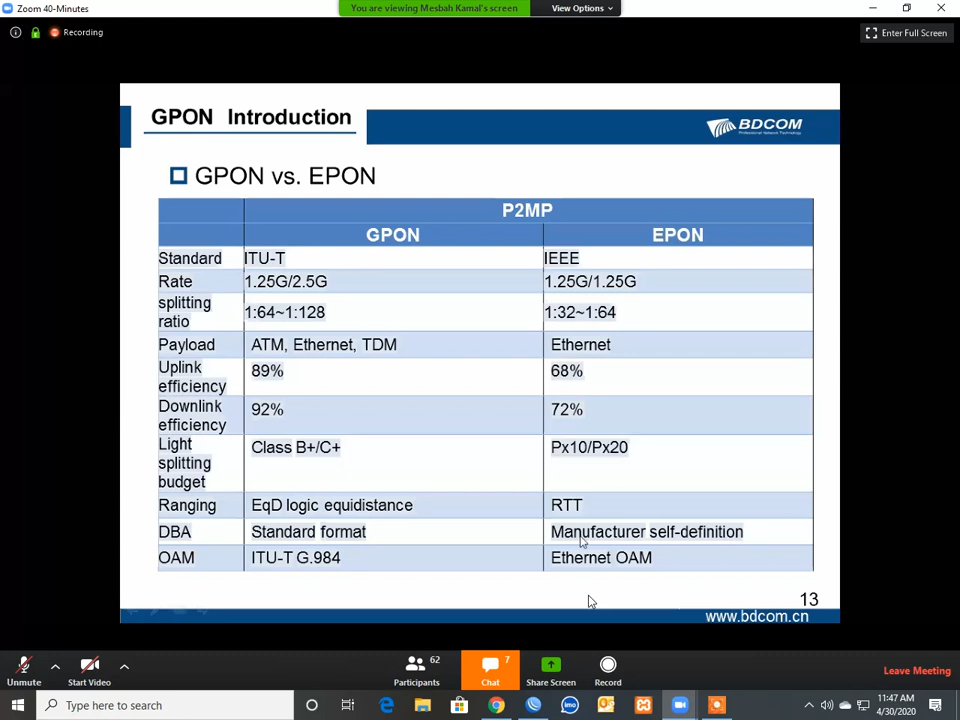 Zoom 40-Minutes
You are viewing Mesbah Kamal's screen
View Options
Recording
Enter Full Screen
GPON Introduction
BDCOM
Professional Network Technology
GPON vs. EPON
P2MP
GPON EPON
Standard ITU-T IEEE
Rate 1.25G/2.5G 1.25G/1.25G
splitting
ratio 1:64~1:128 1:32~1:64
Payload ATM, Ethernet, TDM Ethernet
Uplink
efficiency 89% 68%
Downlink
efficiency 92% 72%
Light
splitting
budget Class B+/C+ Px10/Px20
Ranging EqD logic equidistance RTT
DBA Standard format Manufacturer self-definition
OAM ITU-T G.984 Ethernet OAM
13
www.bdcom.cn
Unmute
Start Video
62
Participants
7
Chat
Share Screen
Record
Leave Meeting
Type here to search
imo
11:47 AM
4/30/2020